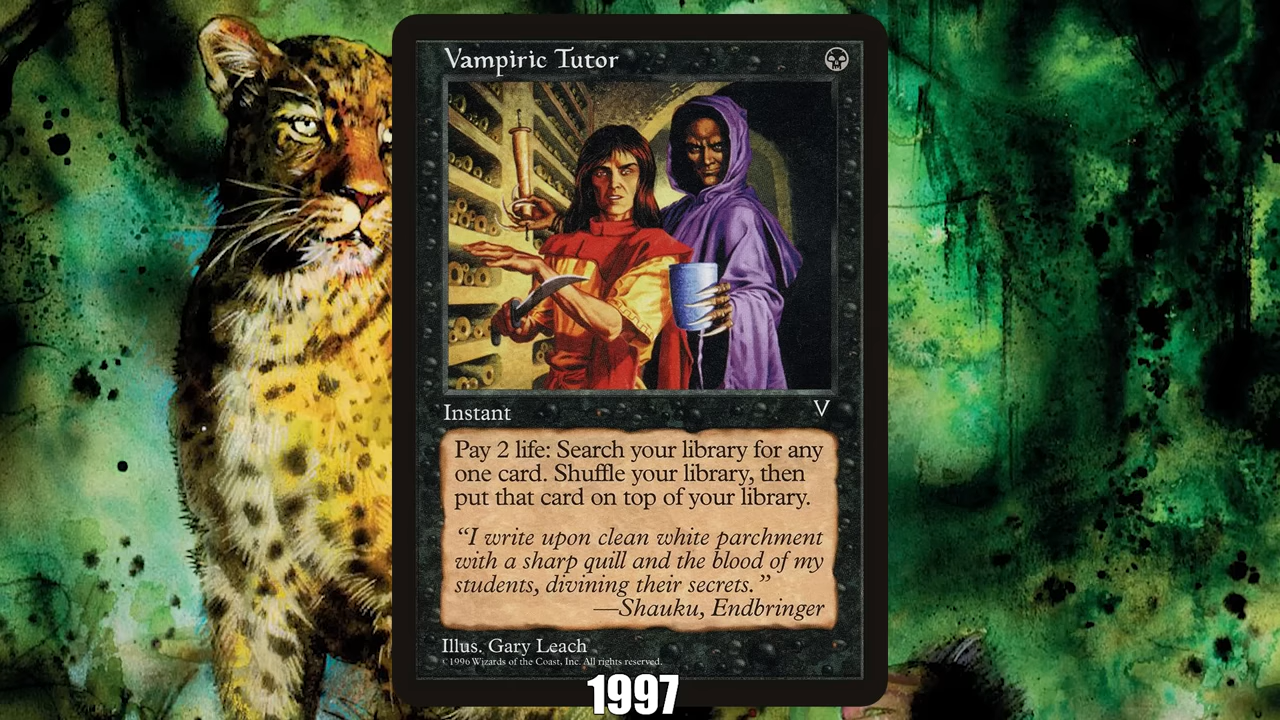 Vampiric Tutor
Instant
V
Pay 2 life: Search your library for any
one card. Shuffle your library, then
put that card on top of your library.
“I write upon clean white parchment
with a sharp quill and the blood of my
students, divining their secrets.”
—Shauku, Endbringer
Illus. Gary Leach
©1996 Wizards of the Coast, Inc. All rights reserved.
1997